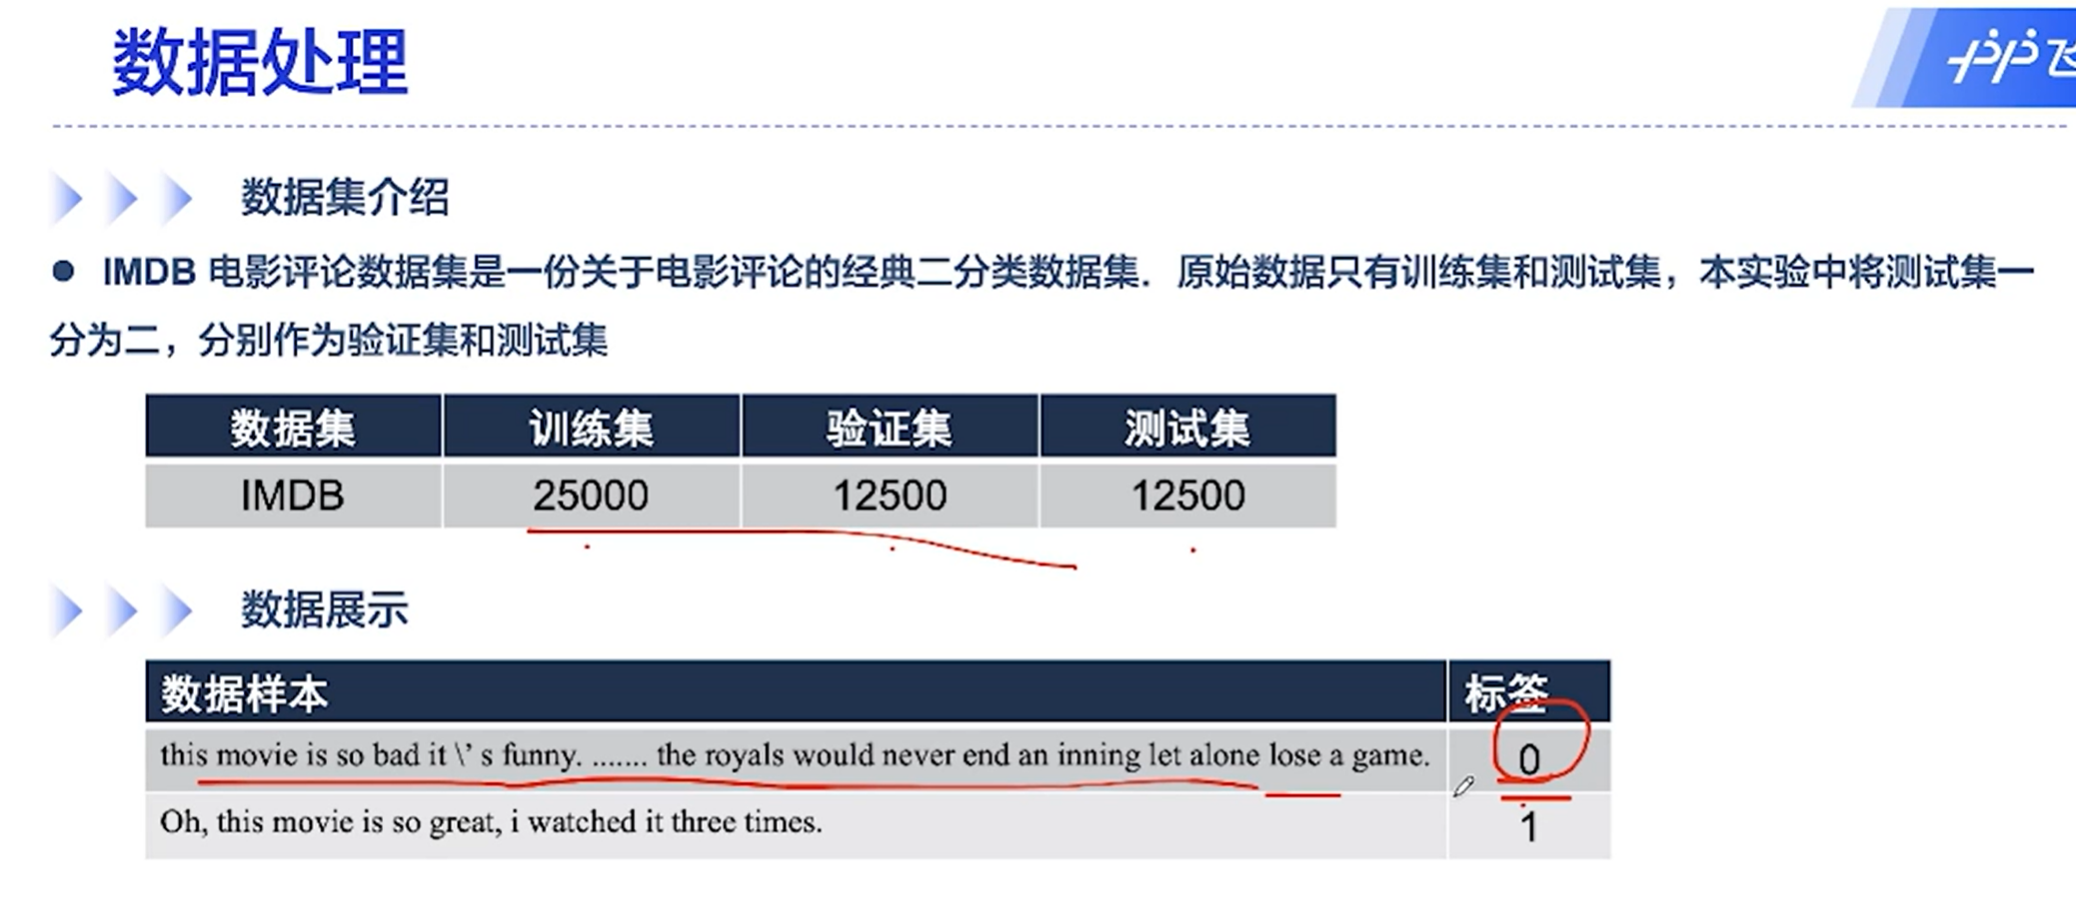 数据处理
数据集介绍
● IMDB 电影评论数据集是一份关于电影评论的经典二分类数据集. 原始数据只有训练集和测试集，本实验中将测试集一
分为二，分别作为验证集和测试集
数据集 训练集 验证集 测试集
IMDB 25000 12500 12500
数据展示
数据样本 标签
this movie is so bad it \’ s funny. ....... the royals would never end an inning let alone lose a game. 0
Oh, this movie is so great, i watched it three times. 1